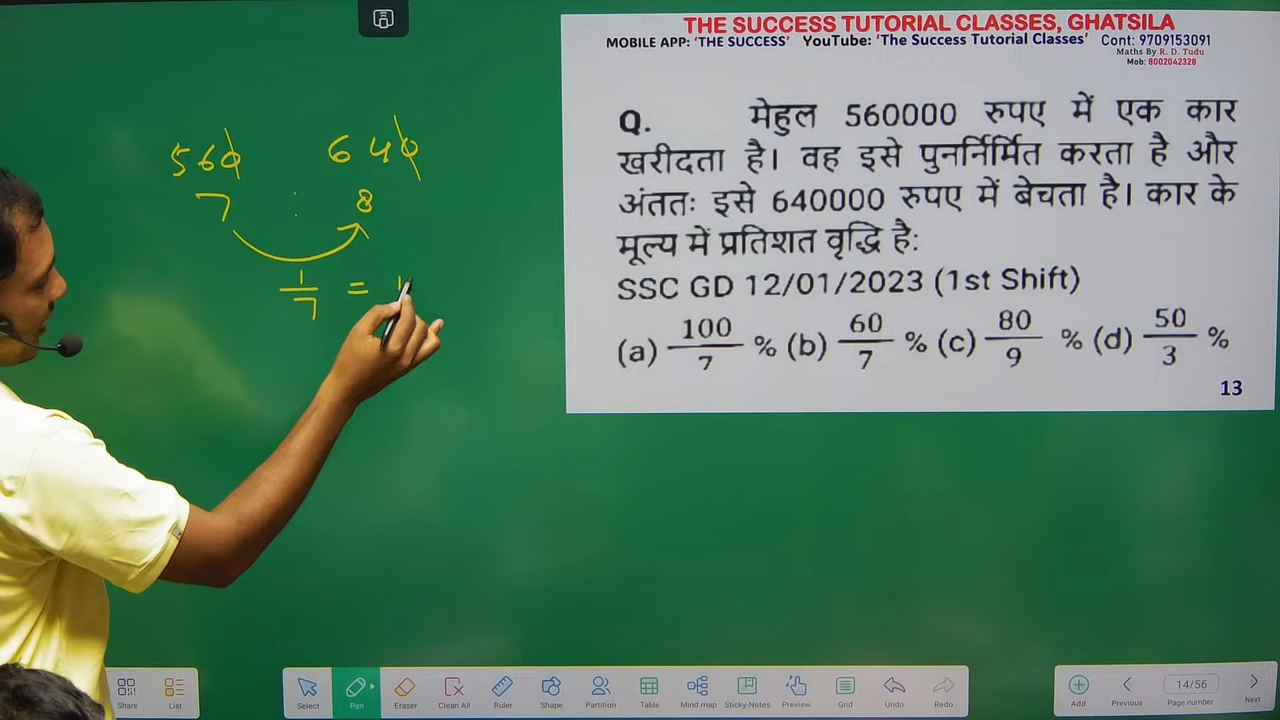 THE SUCCESS TUTORIAL CLASSES, GHATSILA
MOBILE APP: 'THE SUCCESS' YouTube: 'The Success Tutorial Classes' Cont: 9709153091
Maths By R. D. Tudu
Mob: 8002042328
Q. मेहुल 560000 रुपए में एक कार
खरीदता है। वह इसे पुनर्निर्मित करता है और
अंततः इसे 640000 रुपए में बेचता है। कार के
मूल्य में प्रतिशत वृद्धि है:
SSC GD 12/01/2023 (1st Shift)
(a) 100/7 % (b) 60/7 % (c) 80/9 % (d) 50/3 %
13
560 640
7 : 8
1/7 = 1
Share List Select Pen Eraser Clean All Ruler Shape Partition Table Mind map Sticky-Notes Preview Grid Undo Redo Add Previous 14/56 Page number Next